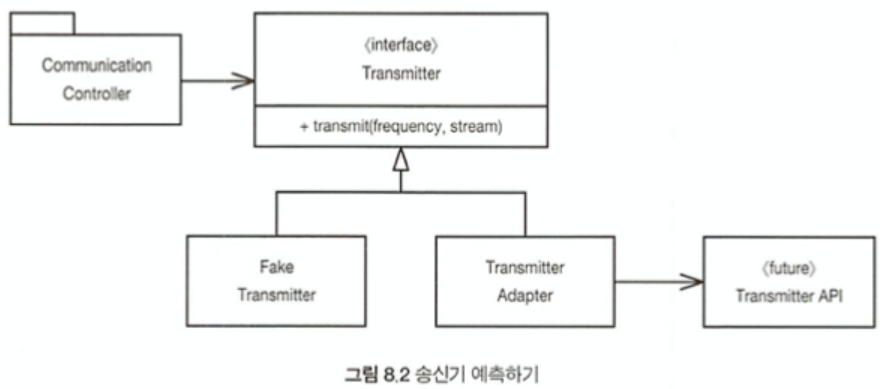 Communication
Controller
《interface》
Transmitter
+ transmit(frequency, stream)
Fake
Transmitter
Transmitter
Adapter
《future》
Transmitter API
그림 8.2 송신기 예측하기